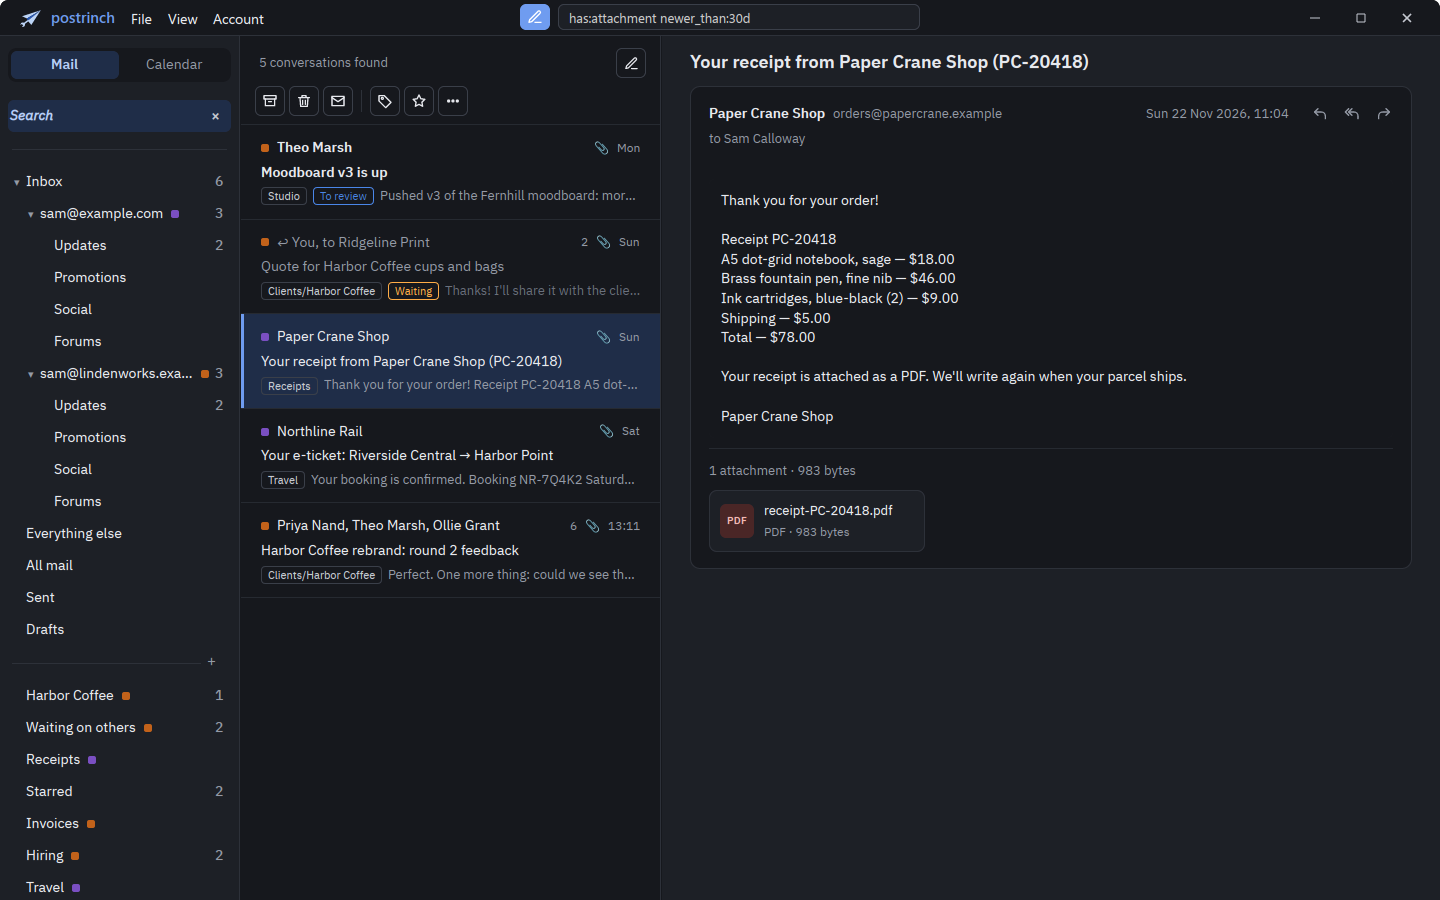 postrinch File View Account
has:attachment newer_than:30d
Mail Calendar
Search ×
Inbox 6
sam@example.com 3
Updates 2
Promotions
Social
Forums
sam@lindenworks.exa... 3
Updates 2
Promotions
Social
Forums
Everything else
All mail
Sent
Drafts
+
Harbor Coffee 1
Waiting on others 2
Receipts
Starred 2
Invoices
Hiring 2
Travel
5 conversations found
Theo Marsh Mon
Moodboard v3 is up
Studio To review Pushed v3 of the Fernhill moodboard: mor...
You, to Ridgeline Print 2 Sun
Quote for Harbor Coffee cups and bags
Clients/Harbor Coffee Waiting Thanks! I'll share it with the clie...
Paper Crane Shop Sun
Your receipt from Paper Crane Shop (PC-20418)
Receipts Thank you for your order! Receipt PC-20418 A5 dot-...
Northline Rail Sat
Your e-ticket: Riverside Central → Harbor Point
Travel Your booking is confirmed. Booking NR-7Q4K2 Saturd...
Priya Nand, Theo Marsh, Ollie Grant 6 13:11
Harbor Coffee rebrand: round 2 feedback
Clients/Harbor Coffee Perfect. One more thing: could we see th...
Your receipt from Paper Crane Shop (PC-20418)
Paper Crane Shop orders@papercrane.example Sun 22 Nov 2026, 11:04
to Sam Calloway
Thank you for your order!
Receipt PC-20418
A5 dot-grid notebook, sage — $18.00
Brass fountain pen, fine nib — $46.00
Ink cartridges, blue-black (2) — $9.00
Shipping — $5.00
Total — $78.00
Your receipt is attached as a PDF. We'll write again when your parcel ships.
Paper Crane Shop
1 attachment · 983 bytes
PDF receipt-PC-20418.pdf
PDF · 983 bytes